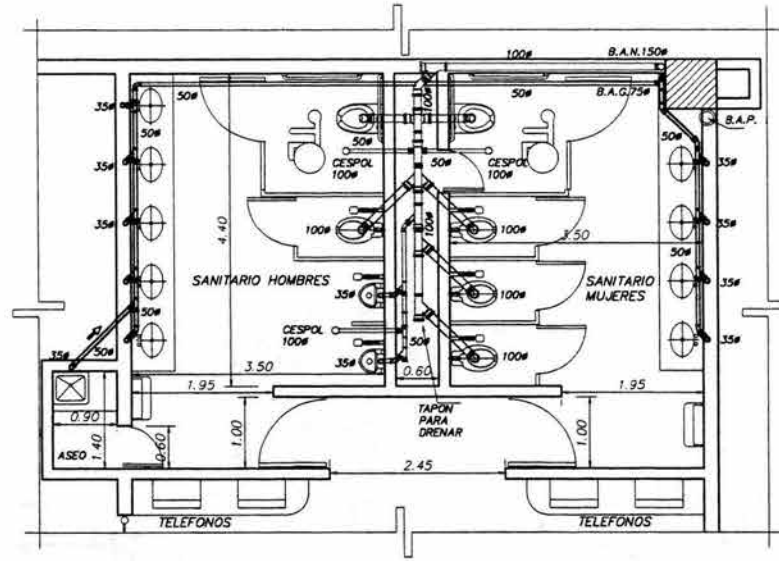 100ø
B.A.N.150ø
50ø
100ø
50ø
B.A.G.75ø
35ø
50ø
50ø
50ø
50ø
B.A.P.
35ø
CESPOL
100ø
CESPOL
100ø
35ø
4.40
35ø
100ø
100ø
100ø
3.50
35ø
50ø
SANITARIO HOMBRES
SANITARIO
MUJERES
35ø
35ø
100ø
35ø
50ø
CESPOL
100ø
50ø
35ø
35ø
50ø
35ø
100ø
3.50
0.60
1.95
1.95
TAPON
PARA
DRENAR
0.90
1.40
0.60
1.00
1.00
ASEO
2.45
TELEFONOS
TELEFONOS